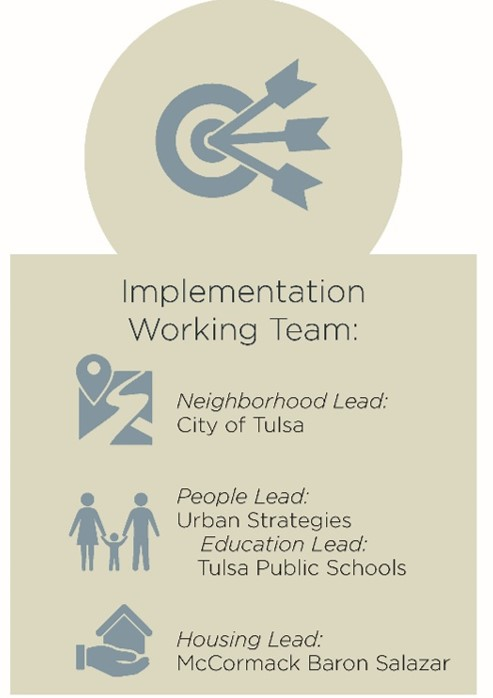 Implementation
Working Team:
Neighborhood Lead:
City of Tulsa
People Lead:
Urban Strategies
Education Lead:
Tulsa Public Schools
Housing Lead:
McCormack Baron Salazar